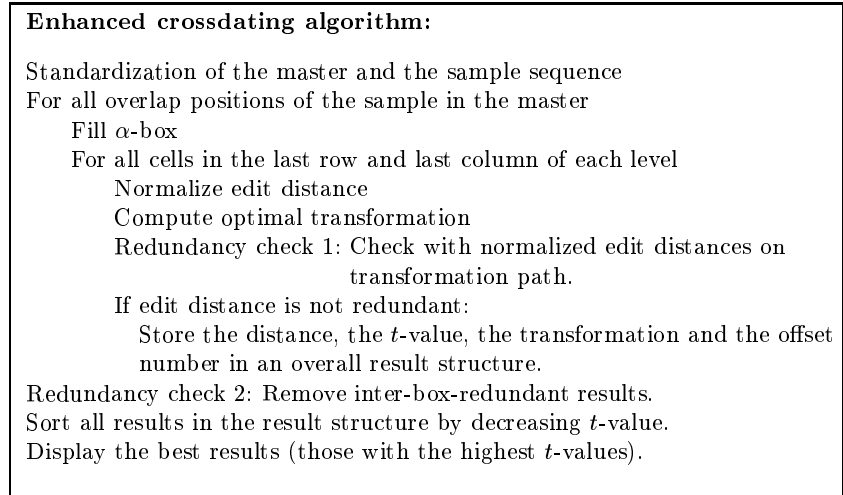 Enhanced crossdating algorithm:
Standardization of the master and the sample sequence
For all overlap positions of the sample in the master
Fill α-box
For all cells in the last row and last column of each level
Normalize edit distance
Compute optimal transformation
Redundancy check 1: Check with normalized edit distances on
transformation path.
If edit distance is not redundant:
Store the distance, the t-value, the transformation and the offset
number in an overall result structure.
Redundancy check 2: Remove inter-box-redundant results.
Sort all results in the result structure by decreasing t-value.
Display the best results (those with the highest t-values).